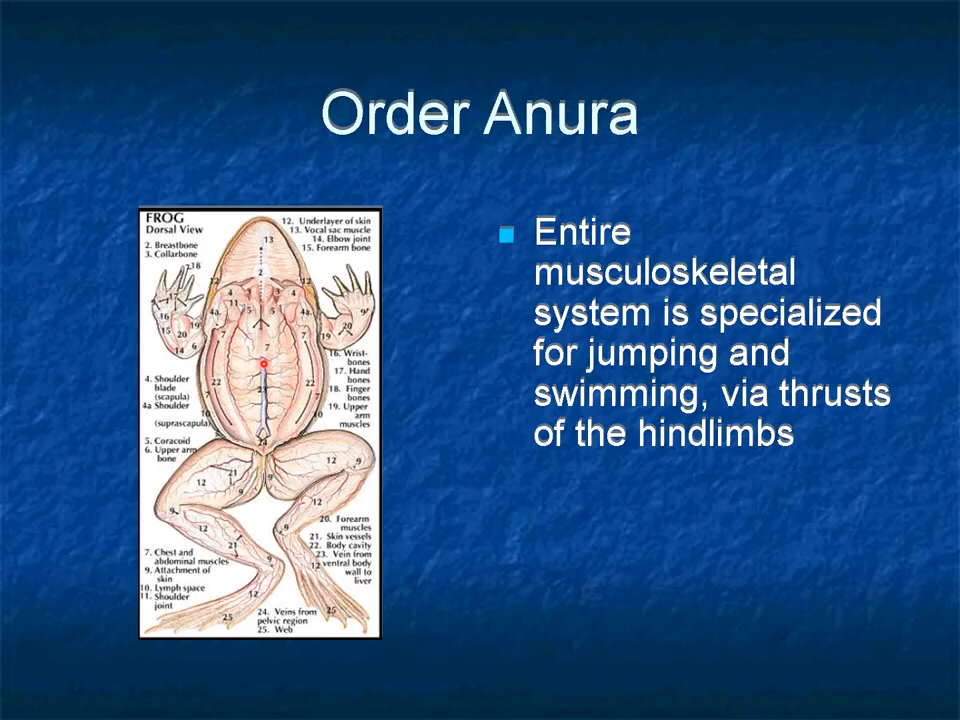 Order Anura
FROG
Dorsal View
2. Breastbone
3. Collarbone
12. Underlayer of skin
13. Vocal sac muscle
14. Elbow joint
15. Forearm bone
16. Wrist-
bones
17. Hand
bones
18. Finger
bones
19. Upper
arm
muscles
4. Shoulder
blade
(scapula)
4a Shoulder
(suprascapula)
5. Coracoid
6. Upper arm
bone
7. Chest and
abdominal muscles
9. Attachment of
skin
10. Lymph space
11. Shoulder
joint
20. Forearm
muscles
21. Skin vessels
22. Body cavity
23. Vein from
ventral body
wall to
liver
24. Veins from
pelvic region
25. Web
Entire
musculoskeletal
system is specialized
for jumping and
swimming, via thrusts
of the hindlimbs